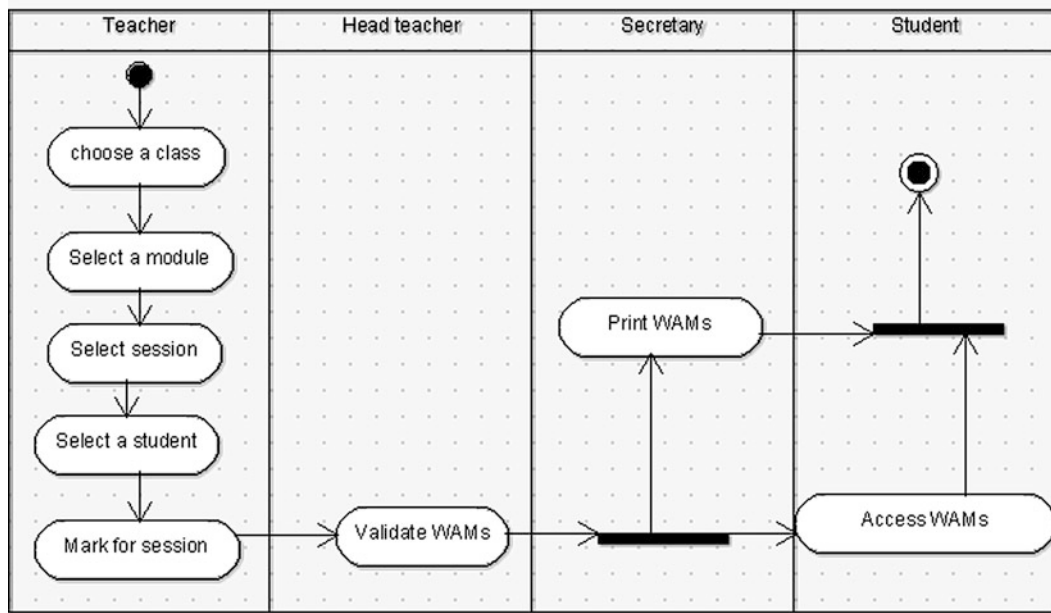 Teacher
Head teacher
Secretary
Student
choose a class
Select a module
Select session
Select a student
Mark for session
Validate WAMs
Print WAMs
Access WAMs